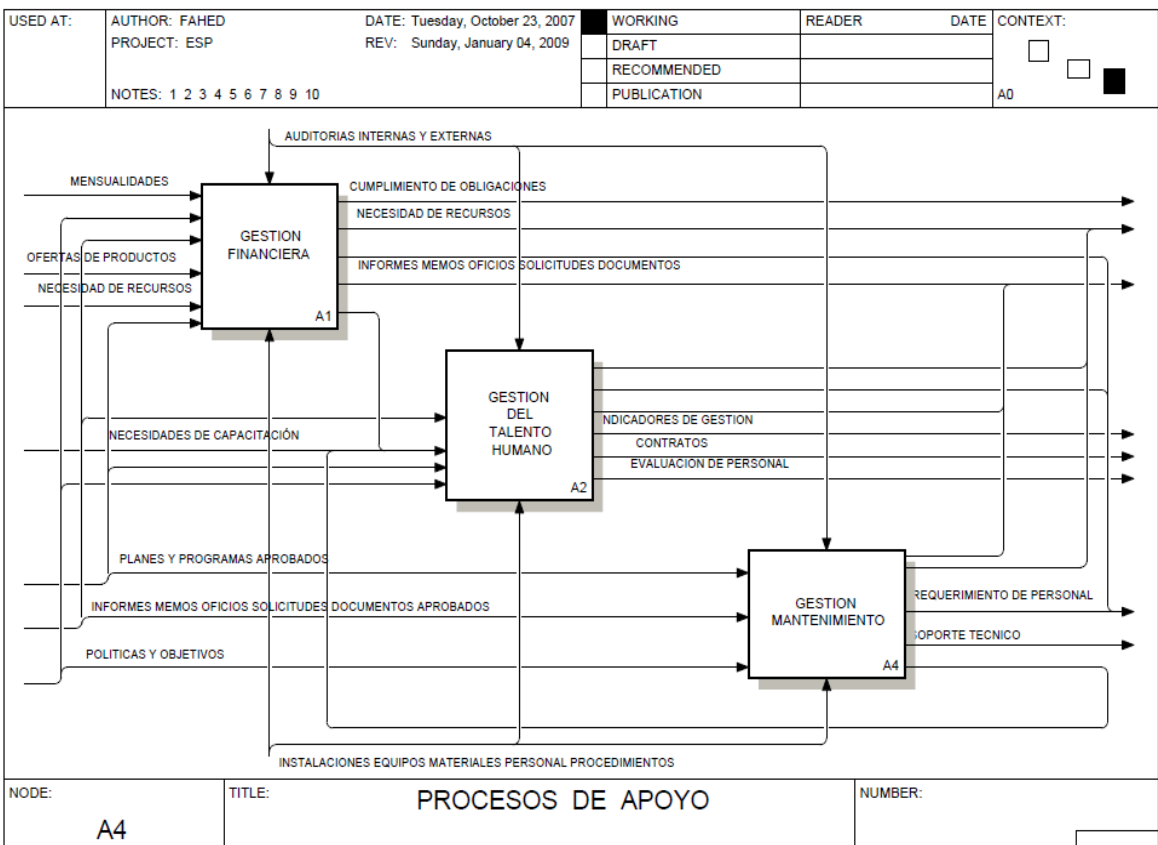 USED AT:
AUTHOR: FAHED
DATE: Tuesday, October 23, 2007
PROJECT: ESP
REV: Sunday, January 04, 2009
NOTES: 1 2 3 4 5 6 7 8 9 10
WORKING
DRAFT
RECOMMENDED
PUBLICATION
READER
DATE
CONTEXT:
A0
AUDITORIAS INTERNAS Y EXTERNAS
MENSUALIDADES
CUMPLIMIENTO DE OBLIGACIONES
NECESIDAD DE RECURSOS
GESTION
FINANCIERA
A1
OFERTAS DE PRODUCTOS
INFORMES MEMOS OFICIOS SOLICITUDES DOCUMENTOS
NECESIDAD DE RECURSOS
GESTION
DEL
TALENTO
HUMANO
A2
NECESIDADES DE CAPACITACIÓN
NDICADORES DE GESTION
CONTRATOS
EVALUACION DE PERSONAL
PLANES Y PROGRAMAS APROBADOS
INFORMES MEMOS OFICIOS SOLICITUDES DOCUMENTOS APROBADOS
POLITICAS Y OBJETIVOS
GESTION
MANTENIMIENTO
A4
REQUERIMIENTO DE PERSONAL
SOPORTE TECNICO
INSTALACIONES EQUIPOS MATERIALES PERSONAL PROCEDIMIENTOS
NODE:
A4
TITLE:
PROCESOS DE APOYO
NUMBER: